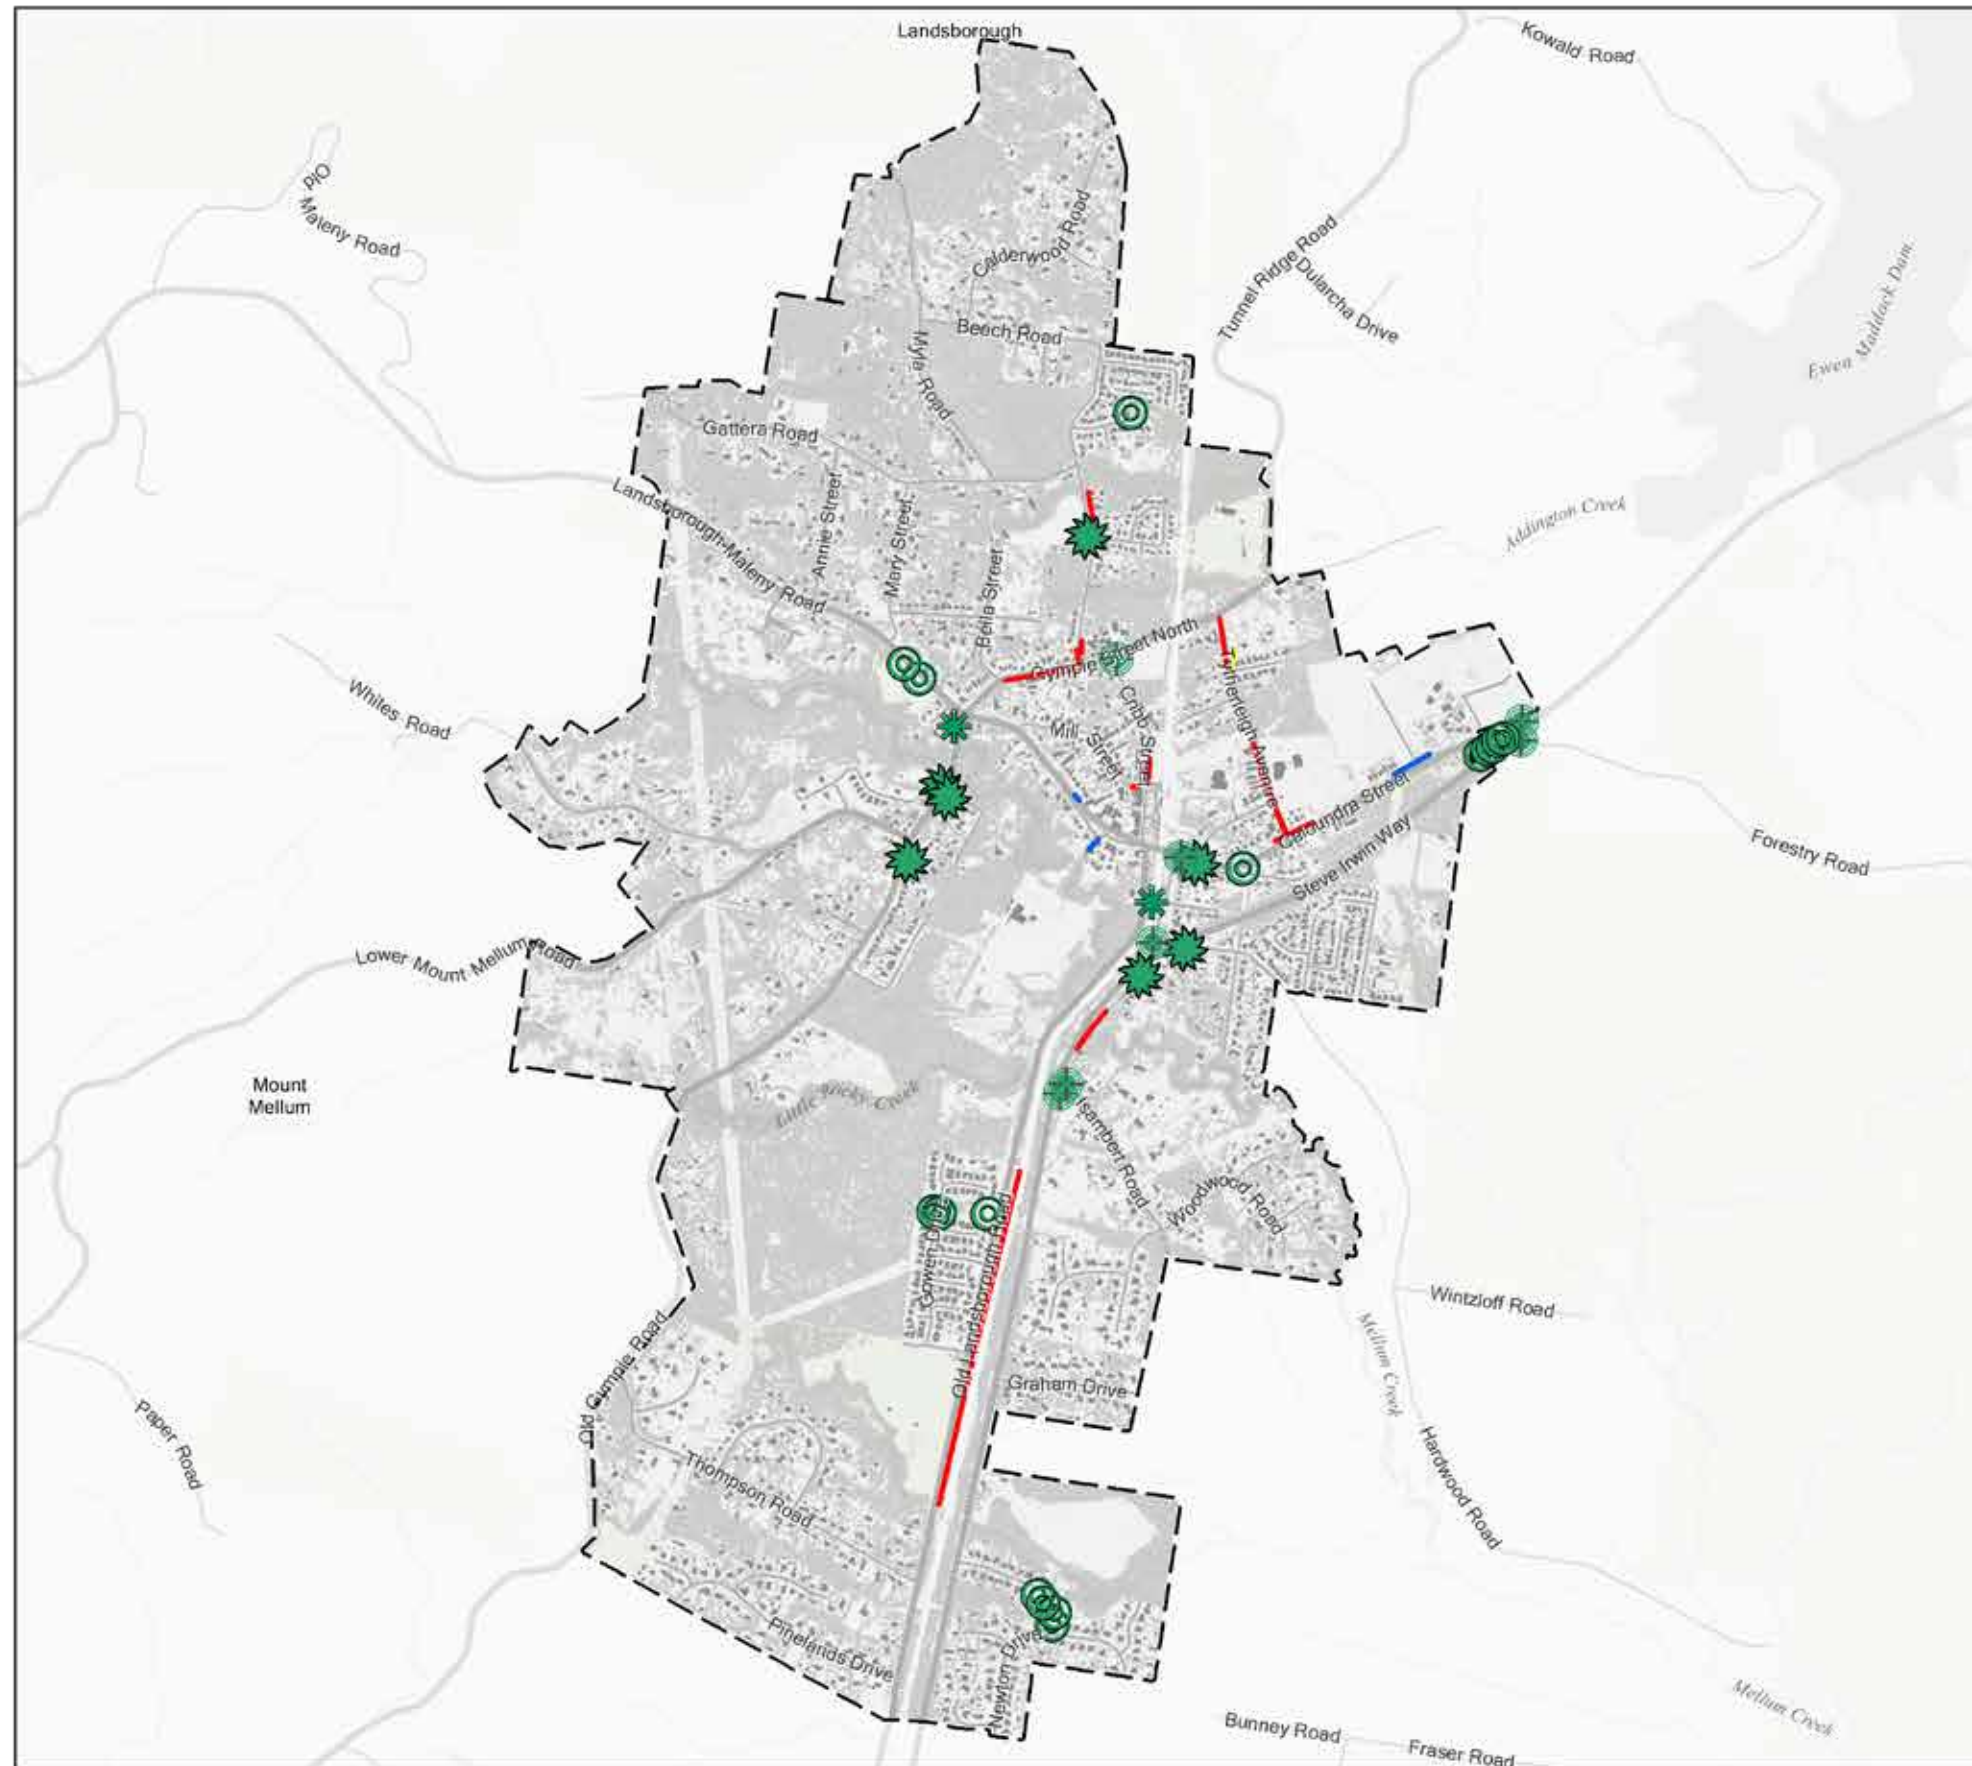 Landsborough
Kowald Road
Old
Maleny Road
Calderwood Road
Tunnel Ridge Road
Dularcha Drive
Ewen Maddock Dam
Beech Road
Myla Road
Gattera Road
Landsborough-Maleny Road
Annie Street
Mary Street
Bella Street
Addington Creek
Gympie Street North
Whites Road
Mill Street
Cribb Street
Tytherleigh Avenue
Caloundra Street
Steve Irwin Way
Forestry Road
Lower Mount Mellum Road
Mount
Mellum
Little Rocky Creek
Isambert Road
Woodwood Road
Gowen Drive
Old Landsborough Road
Wintzloff Road
Mellum Creek
Old Gympie Road
Graham Drive
Paper Road
Thompson Road
Hardwood Road
Pinelands Drive
Newton Drive
Mellum Creek
Bunney Road
Fraser Road